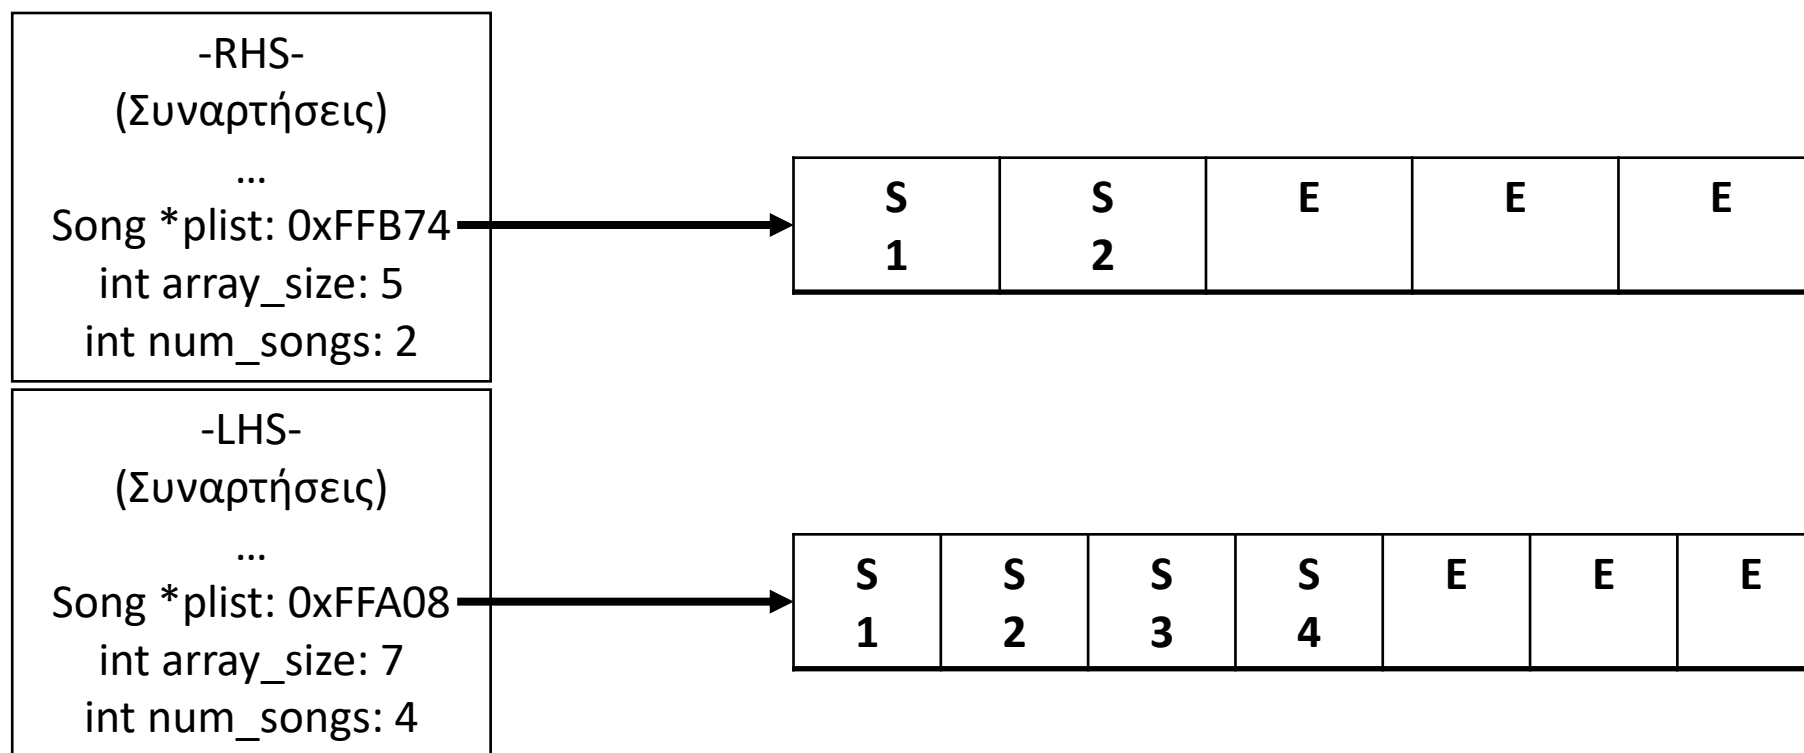 -RHS-
(Συναρτήσεις)
...
Song *plist: 0xFFB74
int array_size: 5
int num_songs: 2
S S E E E
1 2
-LHS-
(Συναρτήσεις)
...
Song *plist: 0xFFA08
int array_size: 7
int num_songs: 4
S S S S E E E
1 2 3 4